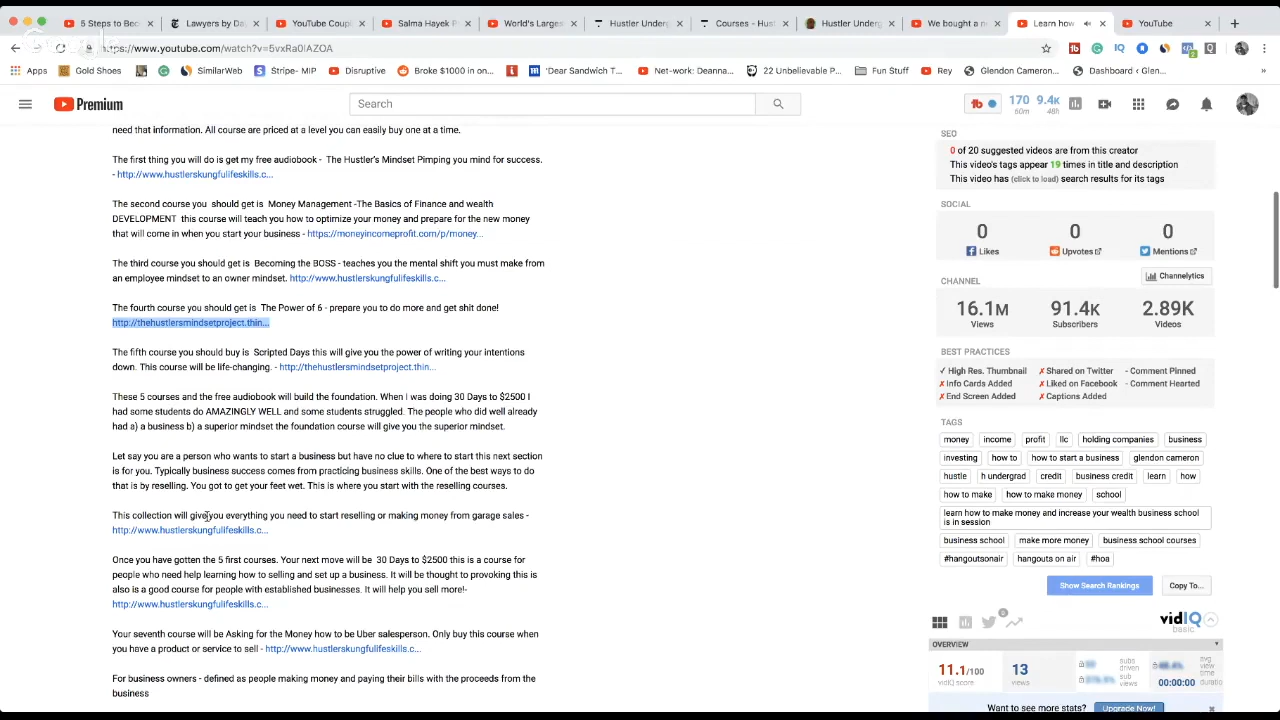 5 Steps to Bec
Lawyers by Da
YouTube Coupl
Salma Hayek P
World's Larges
Hustler Underg
Courses - Hust
Hustler Underg
We bought a n
Learn how
YouTube
https://www.youtube.com/watch?v=5vxRa0lAZOA
Apps
Gold Shoes
SimilarWeb
Stripe- MIP
Disruptive
Broke $1000 in on...
'Dear Sandwich T...
Net-work: Deanna...
22 Unbelievable P...
Fun Stuff
Rey
Glendon Cameron...
Dashboard ‹ Glen...
Premium
Search
170
60m
9.4k
48h
need that information. All course are priced at a level you can easily buy one at a time.
The first thing you will do is get my free audiobook - The Hustler's Mindset Pimping you mind for success.
- http://www.hustlerskungfulifeskills.c...
The second course you should get is Money Management -The Basics of Finance and wealth
DEVELOPMENT this course will teach you how to optimize your money and prepare for the new money
that will come in when you start your business - https://moneyincomeprofit.com/p/money...
The third course you should get is Becoming the BOSS - teaches you the mental shift you must make from
an employee mindset to an owner mindset. http://www.hustlerskungfulifeskills.c...
The fourth course you should get is The Power of 6 - prepare you to do more and get shit done!
http://thehustlersmindsetproject.thin...
The fifth course you should buy is Scripted Days this will give you the power of writing your intentions
down. This course will be life-changing. - http://thehustlersmindsetproject.thin...
These 5 courses and the free audiobook will build the foundation. When I was doing 30 Days to $2500 I
had some students do AMAZINGLY WELL and some students struggled. The people who did well already
had a) a business b) a superior mindset the foundation course will give you the superior mindset.
Let say you are a person who wants to start a business but have no clue to where to start this next section
is for you. Typically business success comes from practicing business skills. One of the best ways to do
that is by reselling. You got to get your feet wet. This is where you start with the reselling courses.
This collection will give you everything you need to start reselling or making money from garage sales -
http://www.hustlerskungfulifeskills.c...
Once you have gotten the 5 first courses. Your next move will be 30 Days to $2500 this is a course for
people who need help learning how to selling and set up a business. It will be thought to provoking this is
also is a good course for people with established businesses. It will help you sell more!-
http://www.hustlerskungfulifeskills.c...
Your seventh course will be Asking for the Money how to be Uber salesperson. Only buy this course when
you have a product or service to sell - http://www.hustlerskungfulifeskills.c...
For business owners - defined as people making money and paying their bills with the proceeds from the
business
SEO
0 of 20 suggested videos are from this creator
This video's tags appear 19 times in title and description
This video has (click to load) search results for its tags
SOCIAL
0 0 0
Likes Upvotes Mentions
Channelytics
CHANNEL
16.1M 91.4K 2.89K
Views Subscribers Videos
BEST PRACTICES
✓ High Res. Thumbnail ✗ Shared on Twitter - Comment Pinned
✗ Info Cards Added ✗ Liked on Facebook - Comment Hearted
✗ End Screen Added ✗ Captions Added
TAGS
money income profit llc holding companies business
investing how to how to start a business glendon cameron
hustle h undergrad credit business credit learn how
how to make how to make money school
learn how to make money and increase your wealth business school
is in session
business school make more money business school courses
#hangoutsonair hangouts on air #hoa
Show Search Rankings Copy To...
0
vidIQ
basic
OVERVIEW
11.1/100
vidIQ score
13
views
subs
driven
sub
views
avg
view
time
00:00:00 duratio
Want to see more stats? Upgrade Now!